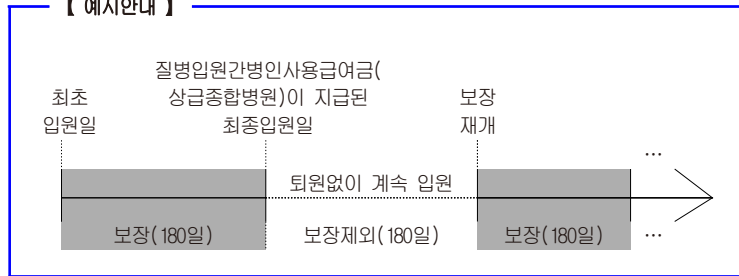 【 예시안내 】
질병입원간병인사용급여금(
최초 상급종합병원)이 지급된 보장
입원일 최종입원일 재개
…
퇴원없이 계속 입원
보장(180일) 보장제외(180일) 보장(180일) …